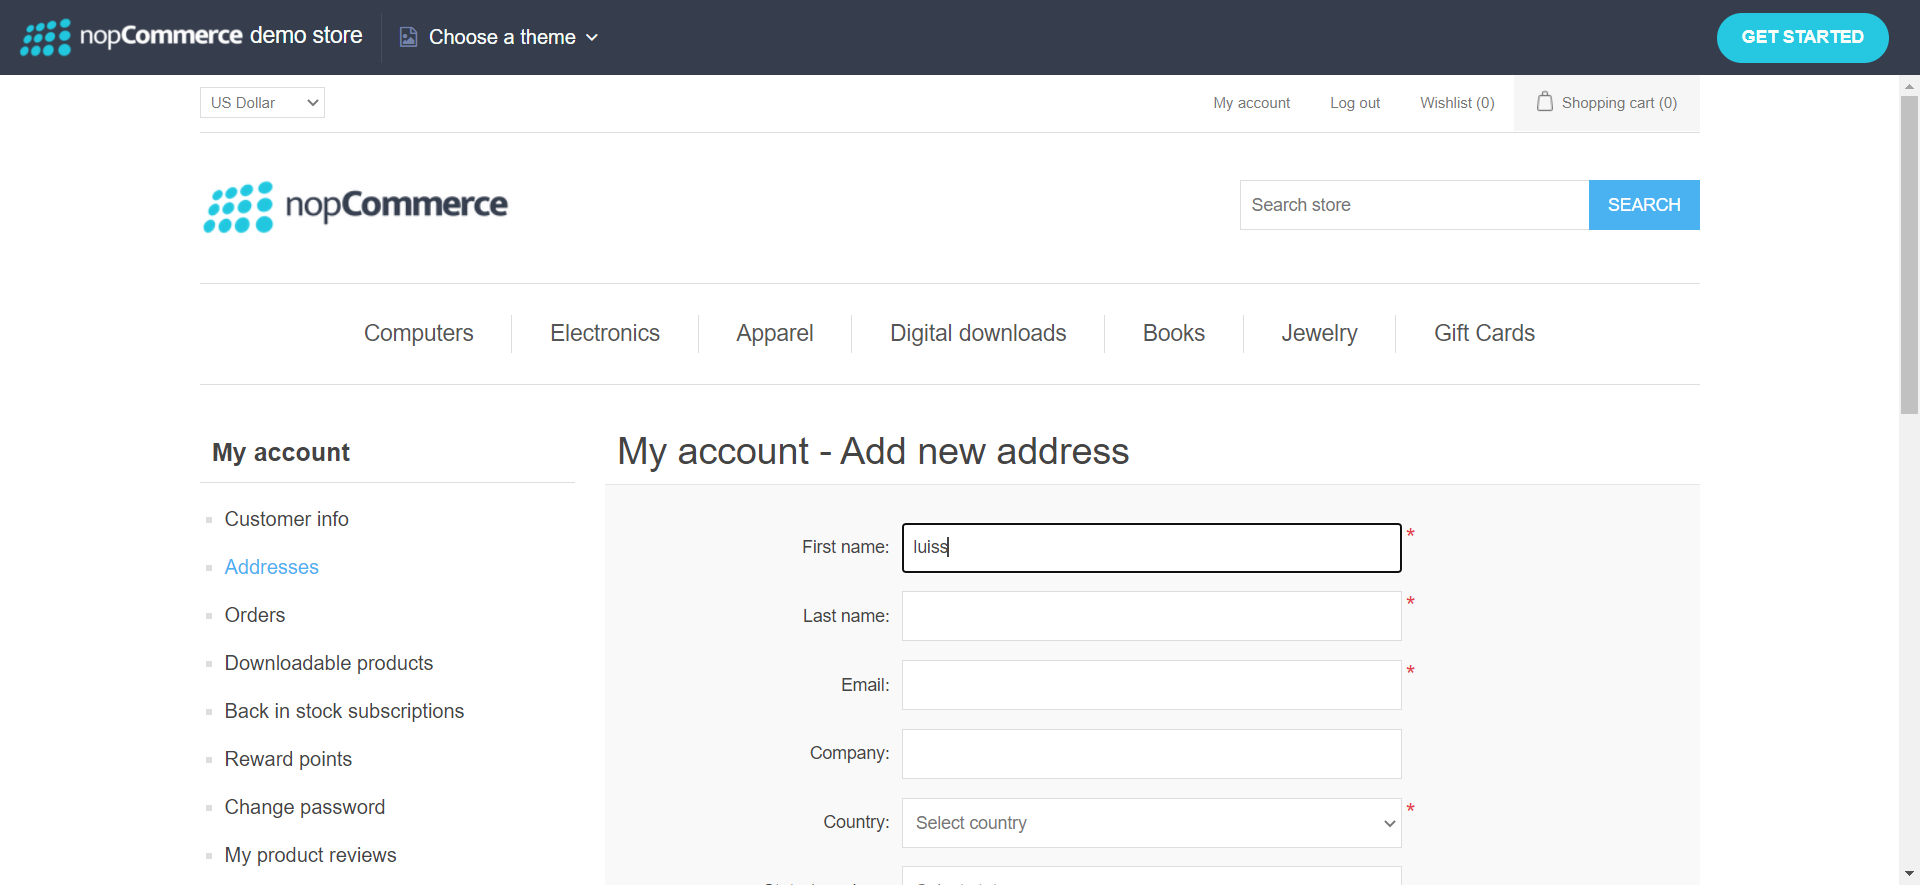 nopCommerce demo store
Choose a theme
GET STARTED
US Dollar
My account
Log out
Wishlist (0)
Shopping cart (0)
nopCommerce
Search store
SEARCH
Computers
Electronics
Apparel
Digital downloads
Books
Jewelry
Gift Cards
My account
Customer info
Addresses
Orders
Downloadable products
Back in stock subscriptions
Reward points
Change password
My product reviews
My account - Add new address
First name: luiss *
Last name: *
Email: *
Company:
Country: Select country *